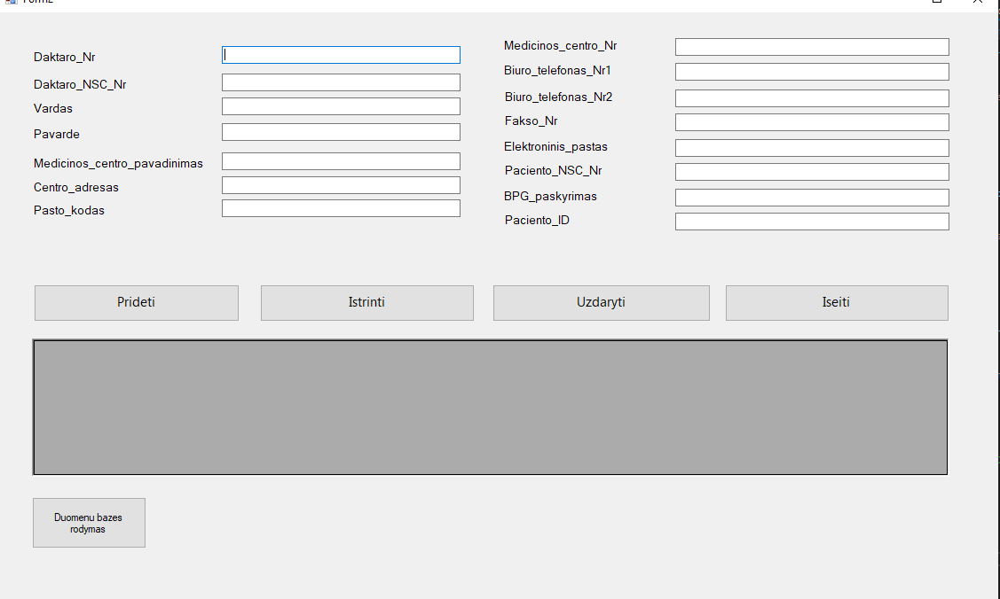 Form2
Daktaro_Nr
Daktaro_NSC_Nr
Vardas
Pavarde
Medicinos_centro_pavadinimas
Centro_adresas
Pasto_kodas
Medicinos_centro_Nr
Biuro_telefonas_Nr1
Biuro_telefonas_Nr2
Fakso_Nr
Elektroninis_pastas
Paciento_NSC_Nr
BPG_paskyrimas
Paciento_ID
Prideti
Istrinti
Uzdaryti
Iseiti
Duomenu bazes
rodymas